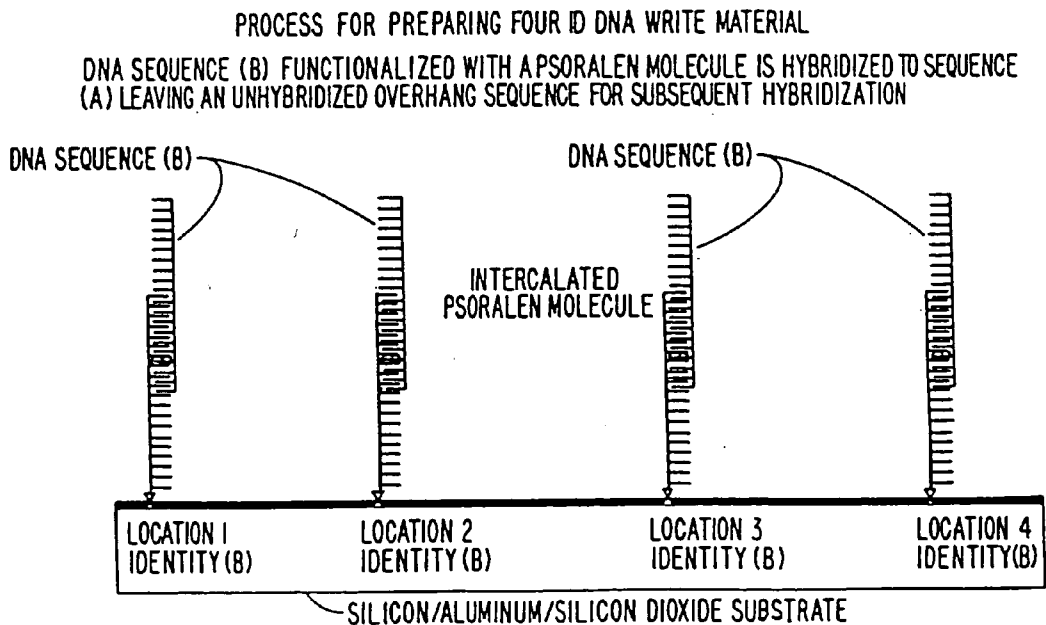 PROCESS FOR PREPARING FOUR ID DNA WRITE MATERIAL
DNA SEQUENCE (B) FUNCTIONALIZED WITH A PSORALEN MOLECULE IS HYBRIDIZED TO SEQUENCE
(A) LEAVING AN UNHYBRIDIZED OVERHANG SEQUENCE FOR SUBSEQUENT HYBRIDIZATION
DNA SEQUENCE (B)
DNA SEQUENCE (B)
INTERCALATED
PSORALEN MOLECULE
LOCATION 1
IDENTITY (B)
LOCATION 2
IDENTITY (B)
LOCATION 3
IDENTITY (B)
LOCATION 4
IDENTITY(B)
SILICON/ALUMINUM/SILICON DIOXIDE SUBSTRATE